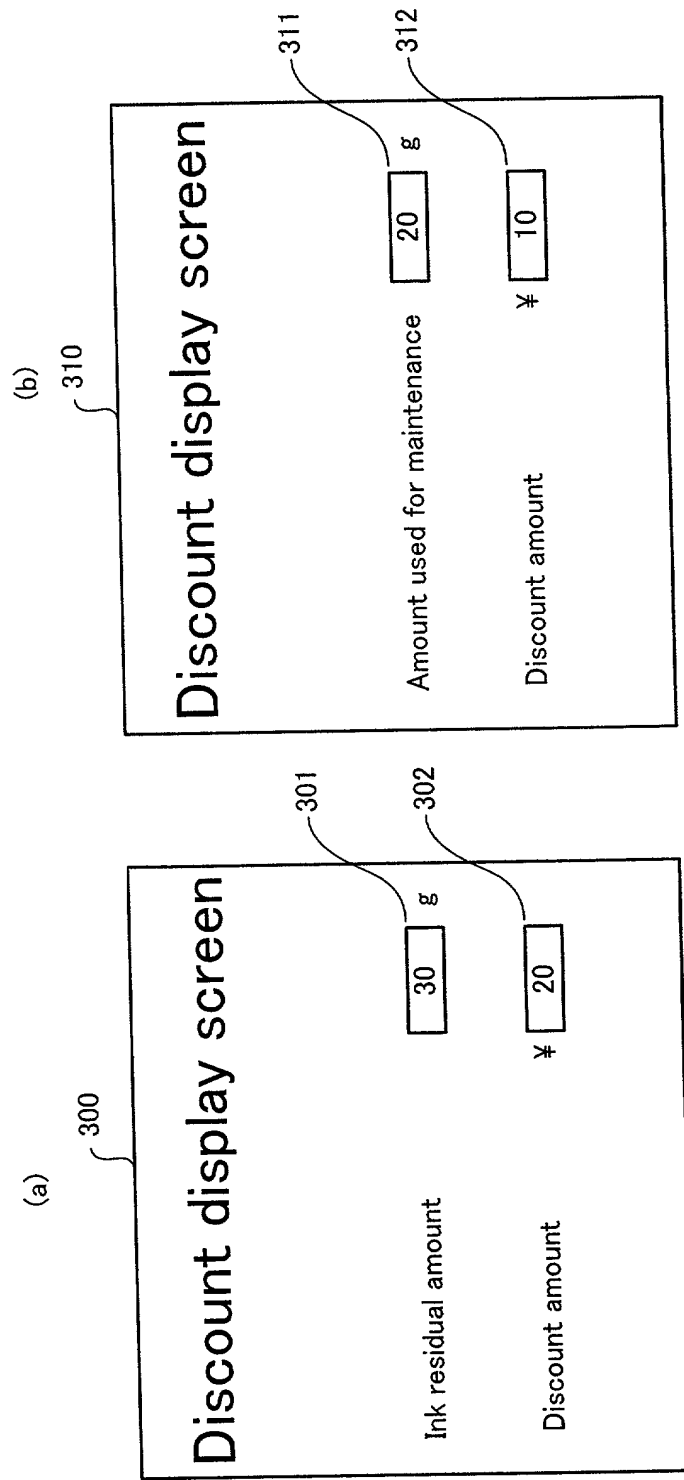 (a)
300
Discount display screen
Ink residual amount 30 g
301
Discount amount ¥ 20
302
(b)
310
Discount display screen
Amount used for maintenance 20 g
311
Discount amount ¥ 10
312